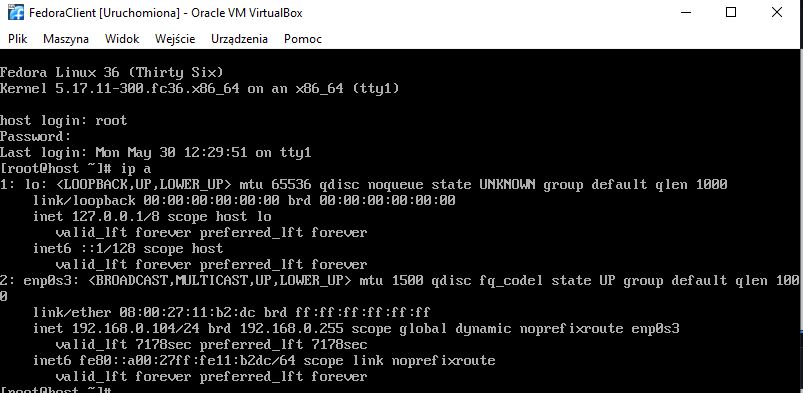 FedoraClient [Uruchomiona] - Oracle VM VirtualBox
Plik Maszyna Widok Wejście Urządzenia Pomoc
Fedora Linux 36 (Thirty Six)
Kernel 5.17.11-300.fc36.x86_64 on an x86_64 (tty1)
host login: root
Password:
Last login: Mon May 30 12:29:51 on tty1
[root@host ~]# ip a
1: lo: <LOOPBACK,UP,LOWER_UP> mtu 65536 qdisc noqueue state UNKNOWN group default qlen 1000
    link/loopback 00:00:00:00:00:00 brd 00:00:00:00:00:00
    inet 127.0.0.1/8 scope host lo
       valid_lft forever preferred_lft forever
    inet6 ::1/128 scope host
       valid_lft forever preferred_lft forever
2: enp0s3: <BROADCAST,MULTICAST,UP,LOWER_UP> mtu 1500 qdisc fq_codel state UP group default qlen 100
0
    link/ether 08:00:27:11:b2:dc brd ff:ff:ff:ff:ff:ff
    inet 192.168.0.104/24 brd 192.168.0.255 scope global dynamic noprefixroute enp0s3
       valid_lft 7178sec preferred_lft 7178sec
    inet6 fe80::a00:27ff:fe11:b2dc/64 scope link noprefixroute
       valid_lft forever preferred_lft forever
[root@host ~]#